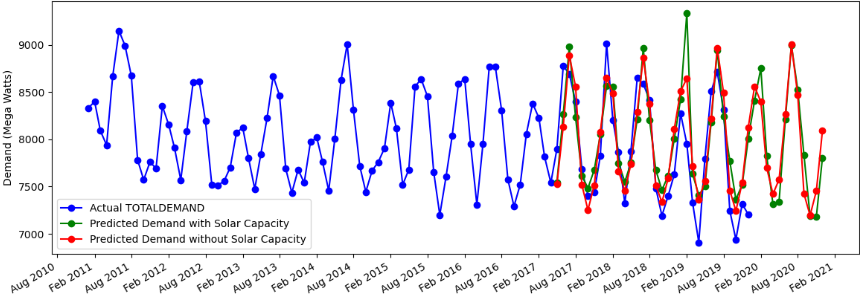 Demand (Mega Watts)
9000
8500
8000
7500
7000
Actual TOTALDEMAND
Predicted Demand with Solar Capacity
Predicted Demand without Solar Capacity
Aug 2010
Feb 2011
Aug 2011
Feb 2012
Aug 2012
Feb 2013
Aug 2013
Feb 2014
Aug 2014
Feb 2015
Aug 2015
Feb 2016
Aug 2016
Feb 2017
Aug 2017
Feb 2018
Aug 2018
Feb 2019
Aug 2019
Feb 2020
Aug 2020
Feb 2021